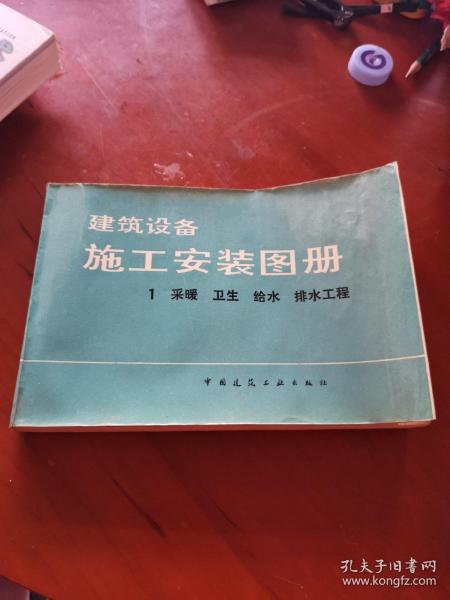 建筑设备
施工安装图册
1 采暖 卫生 给水 排水工程
中国建筑工业出版社
孔夫子旧书网
www.kongfz.com